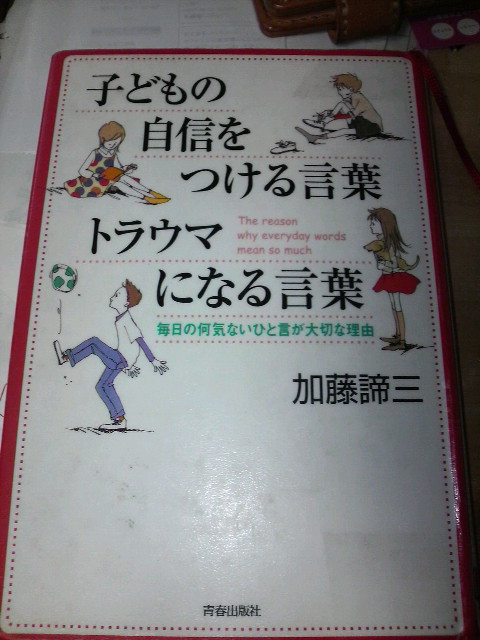 子どもの
自信を
つける言葉
トラウマ
The reason
why everyday words
mean so much
になる言葉
毎日の何気ないひと言が大切な理由
加藤諦三
青春出版社